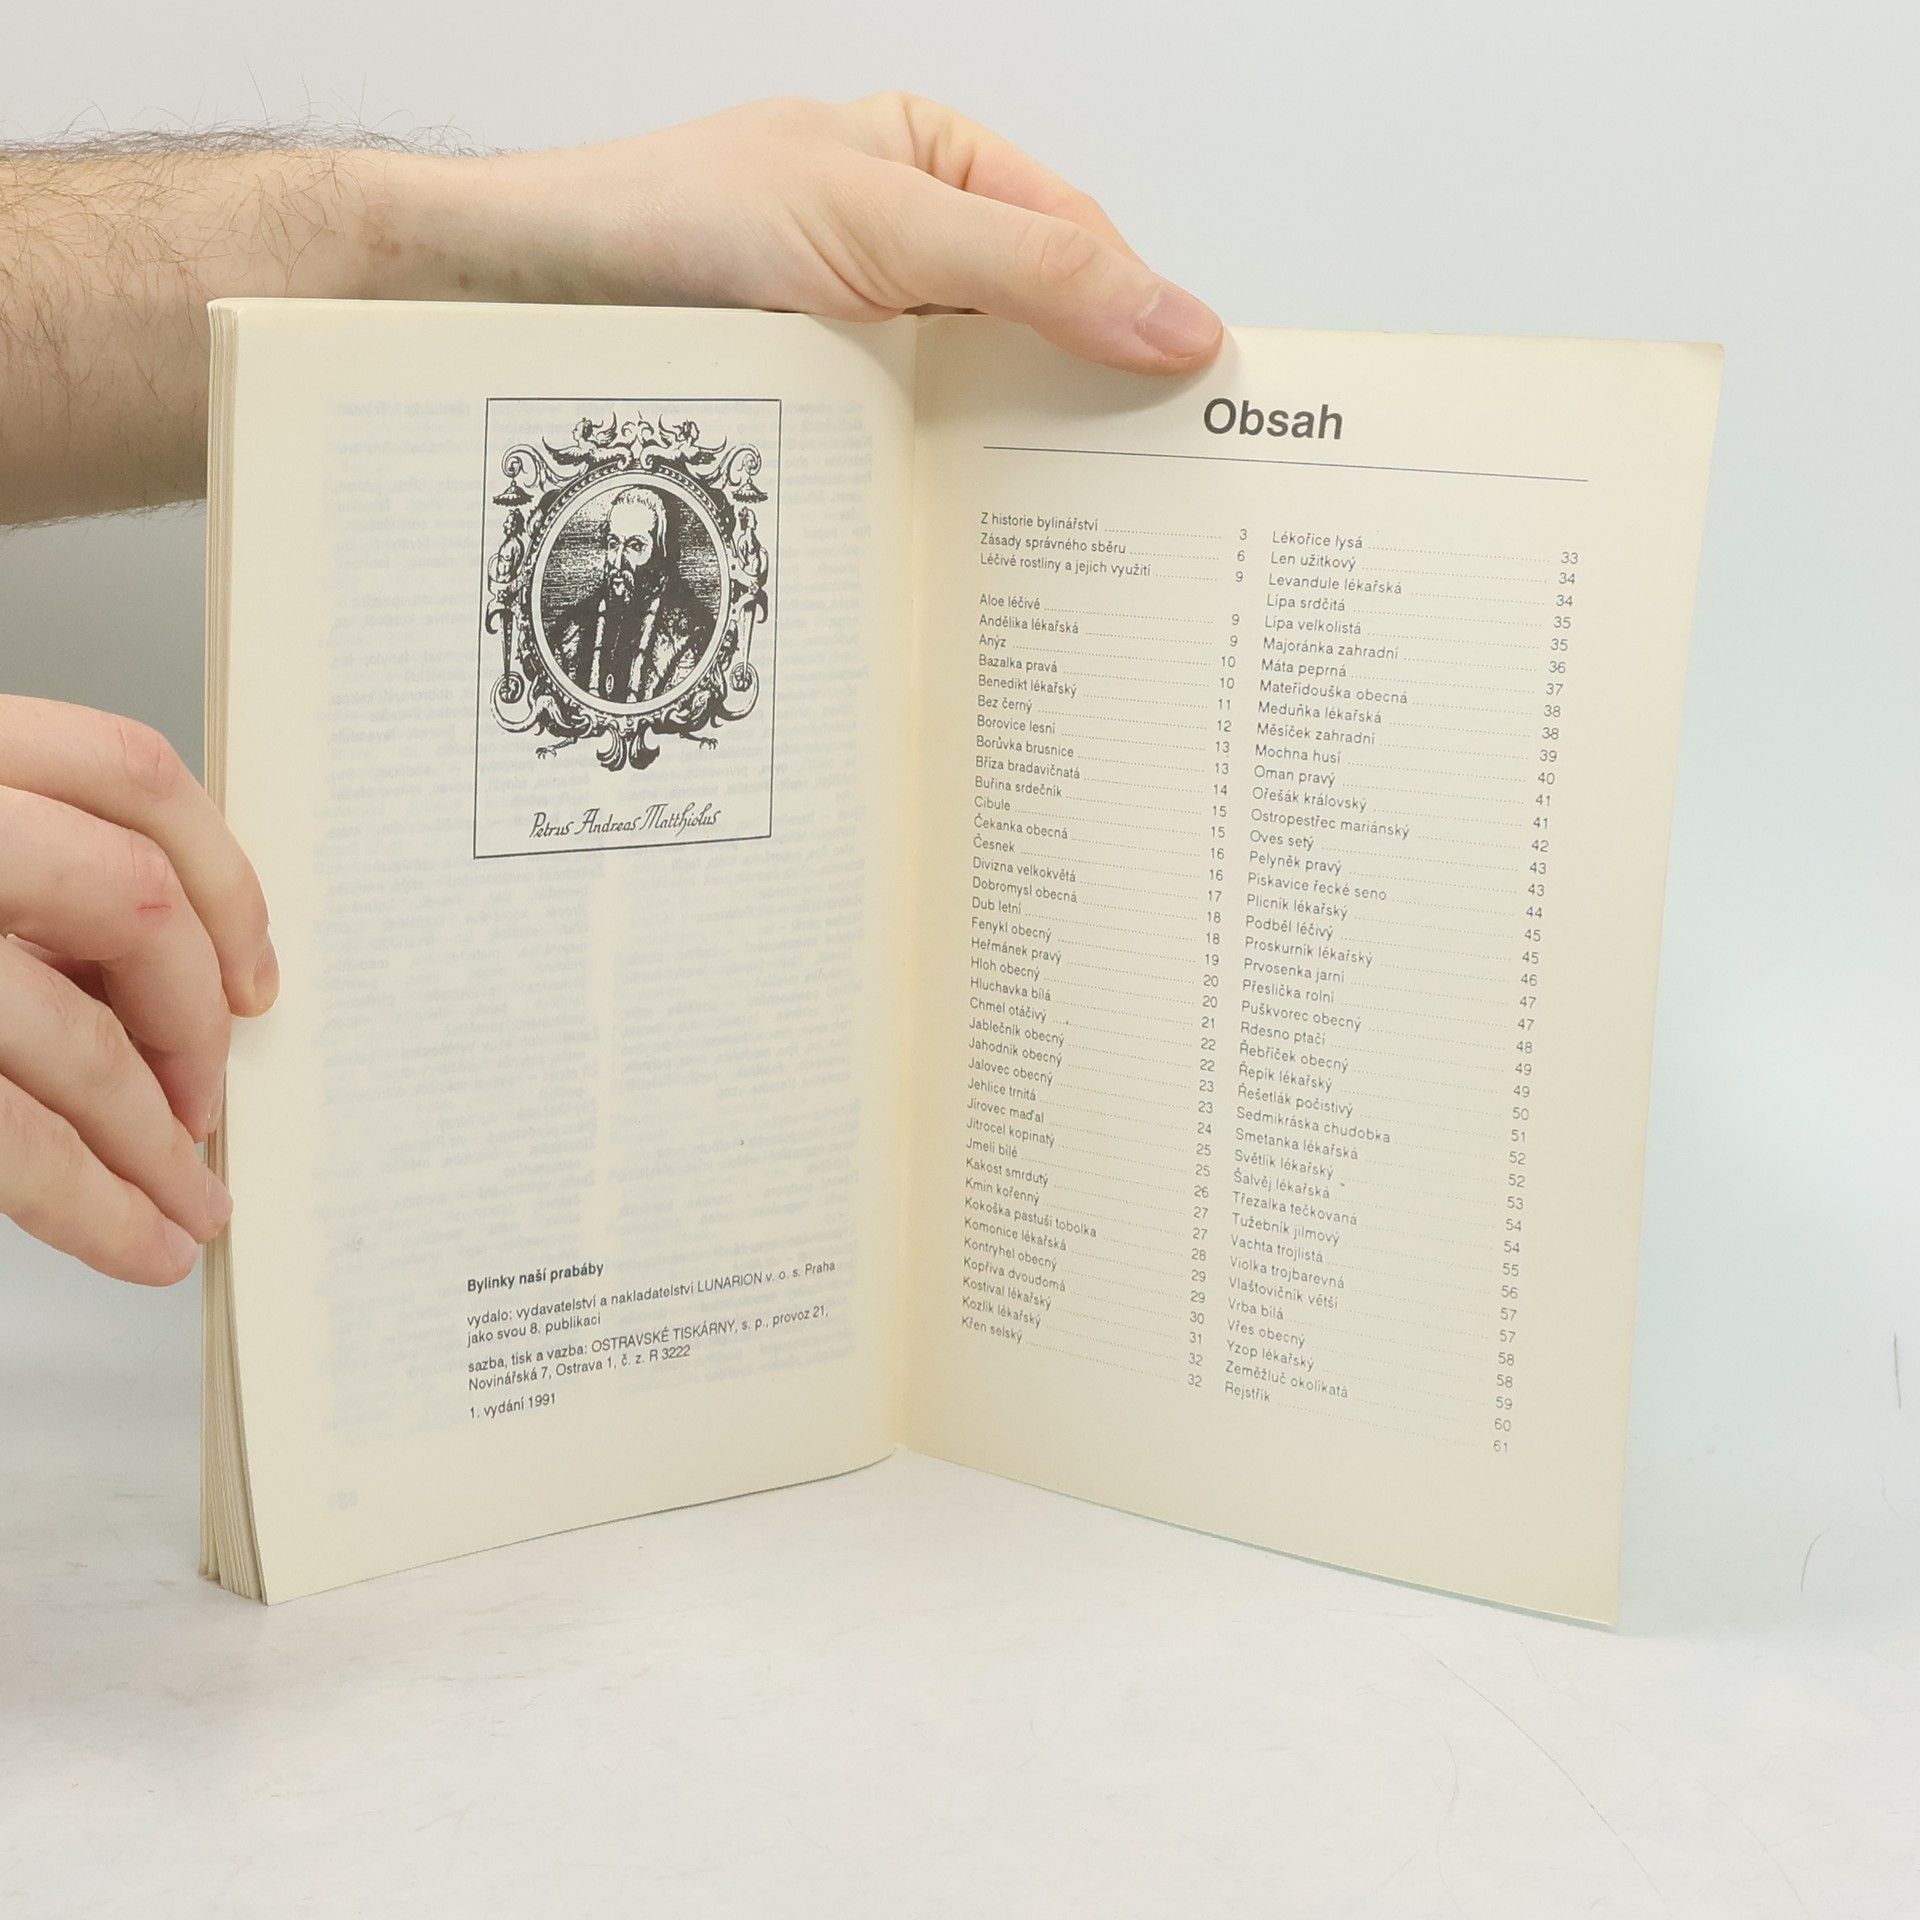 Petrus Andreas Matthiolus
Bylinky naší prabáby
vydalo: vydavatelství a nakladatelství LUNARION v. o. s. Praha
jako svou 8. publikaci
sazba, tisk a vazba: OSTRAVSKÉ TISKÁRNY, s. p., provoz 21,
Novinářská 7, Ostrava 1, č. z. R 3222
1. vydání 1991
Obsah
Z historie bylinářství 3
Zásady správného sběru 6
Léčivé rostliny a jejich využití 9
Aloe léčivé 9
Andělika lékařská 9
Anýz 10
Bazalka pravá 10
Benedikt lékařský 11
Bez černý 12
Borovice lesní 13
Borůvka brusnice 13
Bříza bradavičnatá 14
Buřina srdečník 15
Cibule 15
Čekanka obecná 16
Česnek 16
Divizna velkokvětá 17
Dobromysl obecná 18
Dub letní 18
Fenykl obecný 19
Heřmánek pravý 20
Hloh obecný 20
Hluchavka bílá 21
Chmel otáčivý 22
Jablečník obecný 22
Jahodník obecný 23
Jalovec obecný 23
Jehlice trnitá 24
Jírovec maďal 25
Jitrocel kopinatý 25
Jmelí bílé 26
Kakost smrdutý 27
Kmín kořenný 27
Kokoška pastuší tobolka 28
Komonice lékařská 29
Kontryhel obecný 29
Kopřiva dvoudomá 30
Kostival lékařský 31
Kozlík lékařský 32
Křen selský 32
Lékořice lysá 33
Len užitkový 34
Levandule lékařská 34
Lípa srdčitá 35
Lípa velkolistá 35
Majoránka zahradní 36
Máta peprná 37
Mateřídouška obecná 38
Meduňka lékařská 38
Měsíček zahradní 39
Mochna husí 40
Oman pravý 41
Ořešák královský 41
Ostropestřec mariánský 42
Oves setý 43
Pelyněk pravý 43
Pískavice řecké seno 44
Plicník lékařský 45
Podběl léčivý 45
Proskurník lékařský 46
Prvosenka jarní 47
Přeslička rolní 47
Puškvorec obecný 48
Rdesno ptačí 49
Řebříček obecný 49
Řepík lékařský 50
Řešetlák počistivý 51
Sedmikráska chudobka 52
Smetanka lékařská 52
Světlík lékařský 53
Šalvěj lékařská 54
Třezalka tečkovaná 54
Tužebník jilmový 55
Vachta trojlistá 56
Violka trojbarevná 57
Vlaštovičník větší 57
Vrba bílá 58
Vřes obecný 58
Yzop lékařský 59
Zeměžluč okolíkatá 60
Rejstřík 61